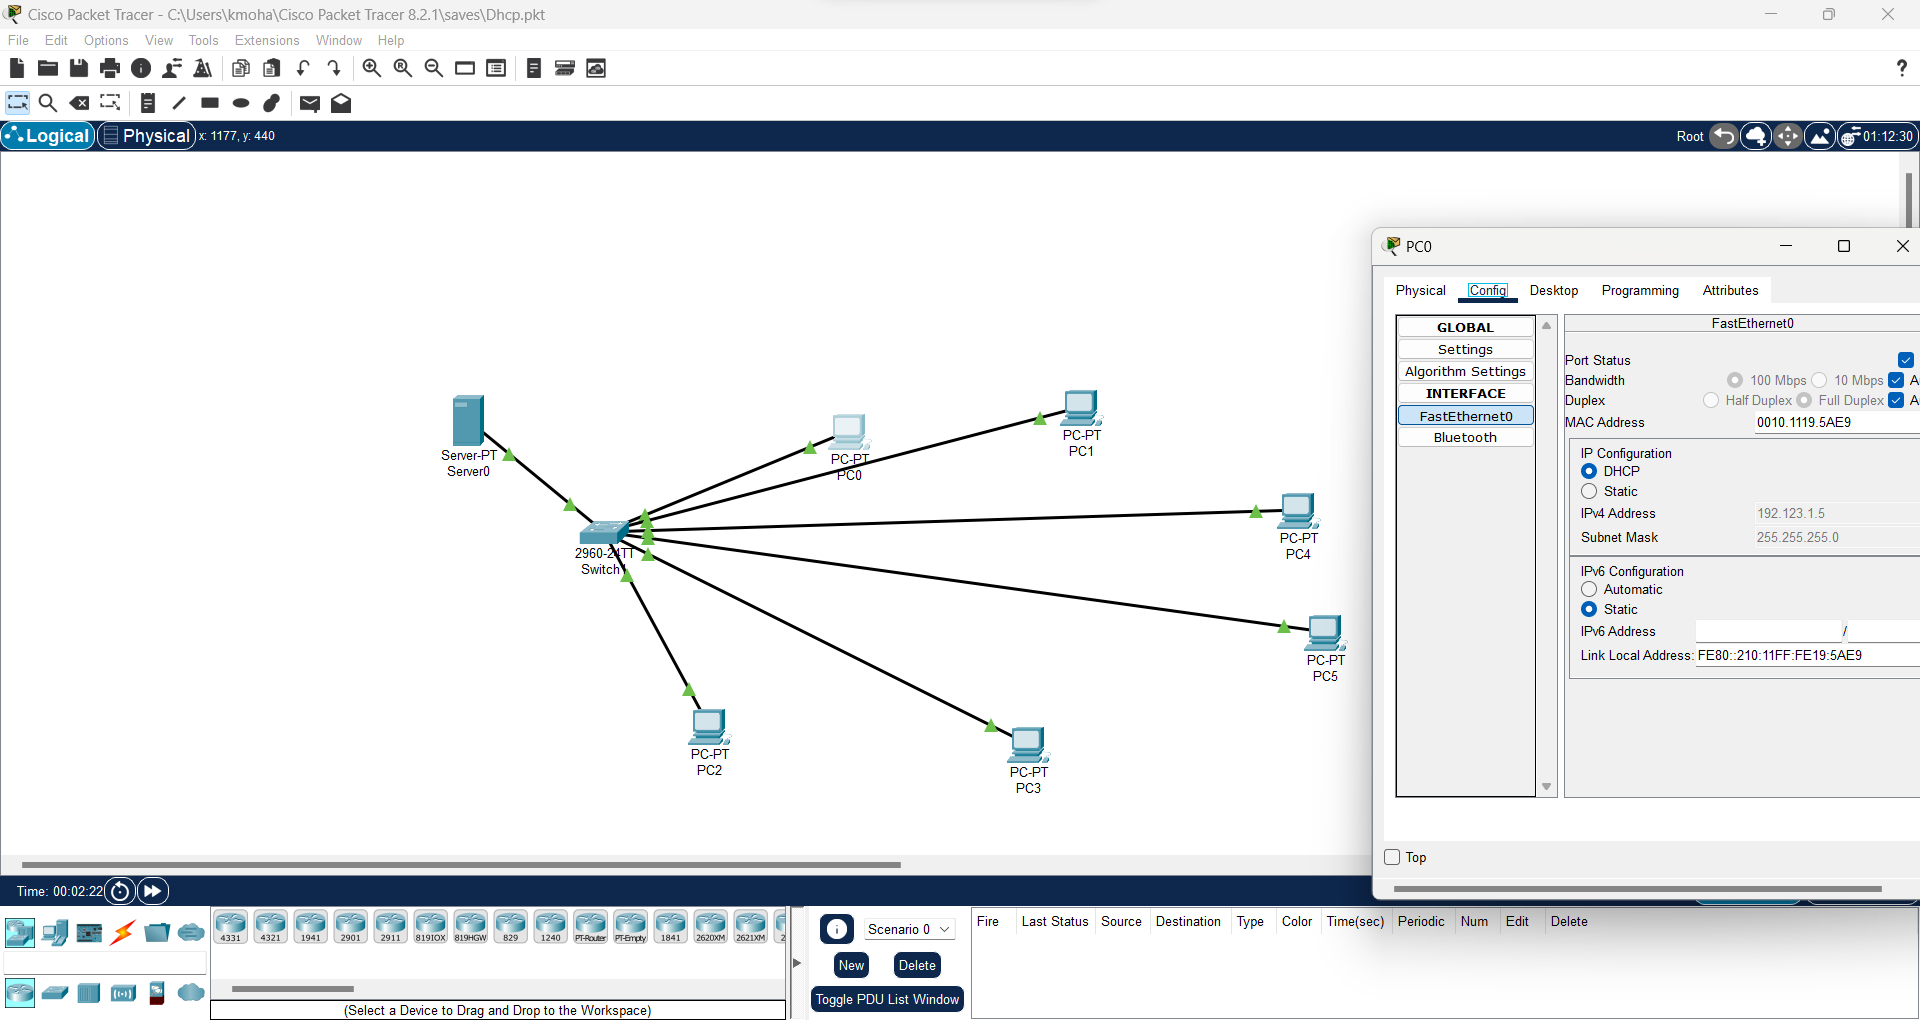 Cisco Packet Tracer - C:\Users\kmoha\Cisco Packet Tracer 8.2.1\saves\Dhcp.pkt
File Edit Options View Tools Extensions Window Help
?
Logical Physical x: 1177, y: 440 Root 01:12:30
PC0
Physical Config Desktop Programming Attributes
GLOBAL
Settings
Algorithm Settings
INTERFACE
FastEthernet0
Bluetooth
FastEthernet0
Port Status
Bandwidth 100 Mbps 10 Mbps
Duplex Half Duplex Full Duplex
MAC Address 0010.1119.5AE9
IP Configuration
DHCP
Static
IPv4 Address 192.123.1.5
Subnet Mask 255.255.255.0
IPv6 Configuration
Automatic
Static
IPv6 Address /
Link Local Address: FE80::210:11FF:FE19:5AE9
Top
Server-PT
Server0
PC-PT
PC0
PC-PT
PC1
2960-24TT
Switch1
PC-PT
PC4
PC-PT
PC5
PC-PT
PC2
PC-PT
PC3
Time: 00:02:22
4331 4321 1941 2901 2911 819IOX 819HGW 829 1240 PT-Router PT-Empty 1841 2620XM 2621XM
(Select a Device to Drag and Drop to the Workspace)
Scenario 0
New Delete
Toggle PDU List Window
Fire Last Status Source Destination Type Color Time(sec) Periodic Num Edit Delete